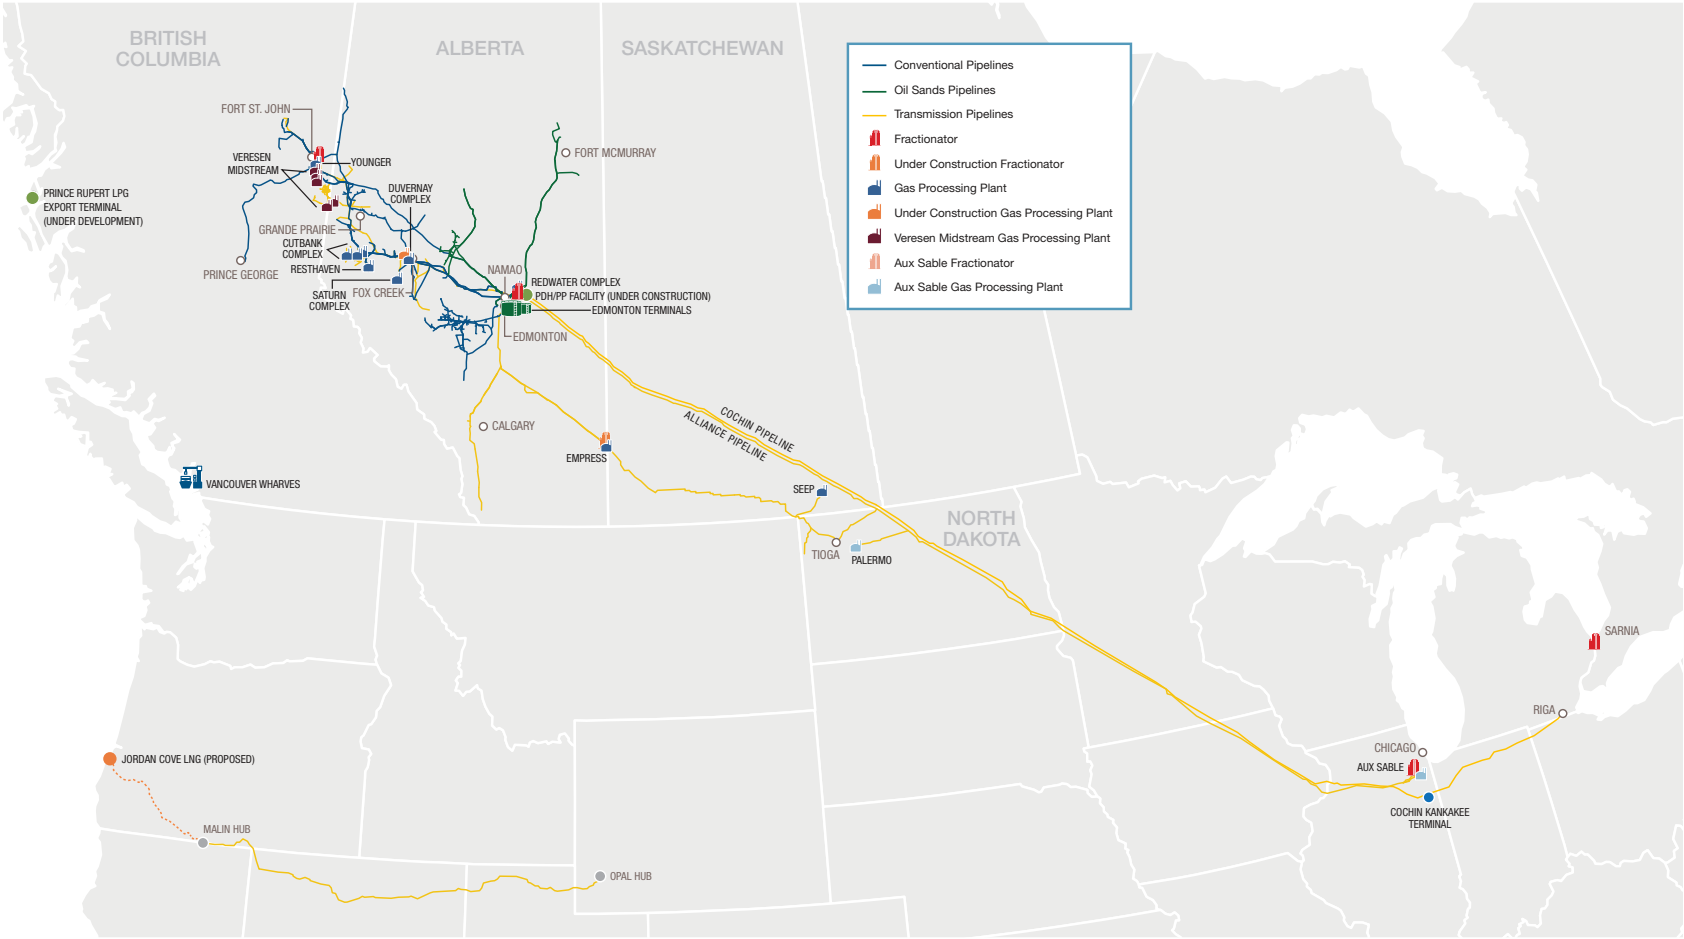 BRITISH
COLUMBIA
ALBERTA
SASKATCHEWAN
Conventional Pipelines
Oil Sands Pipelines
Transmission Pipelines
Fractionator
Under Construction Fractionator
Gas Processing Plant
Under Construction Gas Processing Plant
Veresen Midstream Gas Processing Plant
Aux Sable Fractionator
Aux Sable Gas Processing Plant
FORT ST. JOHN
VERESEN
MIDSTREAM
YOUNGER
FORT MCMURRAY
DUVERNAY
COMPLEX
PRINCE RUPERT LPG
EXPORT TERMINAL
(UNDER DEVELOPMENT)
GRANDE PRAIRIE
CUTBANK
COMPLEX
RESTHAVEN
PRINCE GEORGE
SATURN
COMPLEX
FOX CREEK
NAMAO
REDWATER COMPLEX
PDH/PP FACILITY (UNDER CONSTRUCTION)
EDMONTON TERMINALS
EDMONTON
CALGARY
COCHIN PIPELINE
ALLIANCE PIPELINE
EMPRESS
VANCOUVER WHARVES
SEEP
NORTH
DAKOTA
TIOGA
PALERMO
SARNIA
RIGA
CHICAGO
AUX SABLE
COCHIN KANKAKEE
TERMINAL
JORDAN COVE LNG (PROPOSED)
MALIN HUB
OPAL HUB